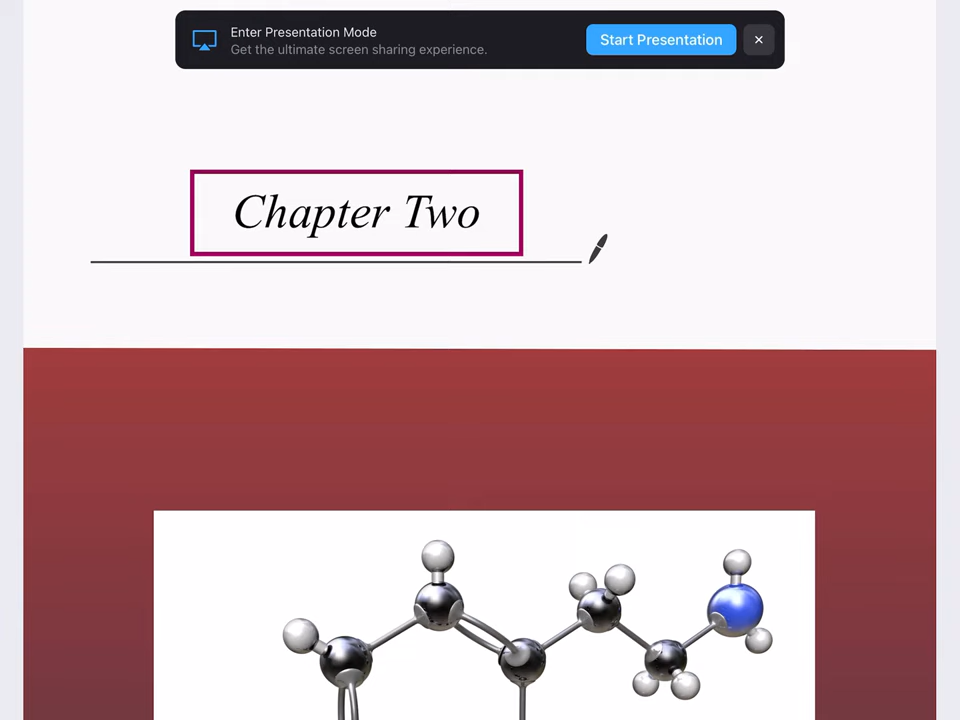 Enter Presentation Mode
Get the ultimate screen sharing experience.
Start Presentation
Chapter Two